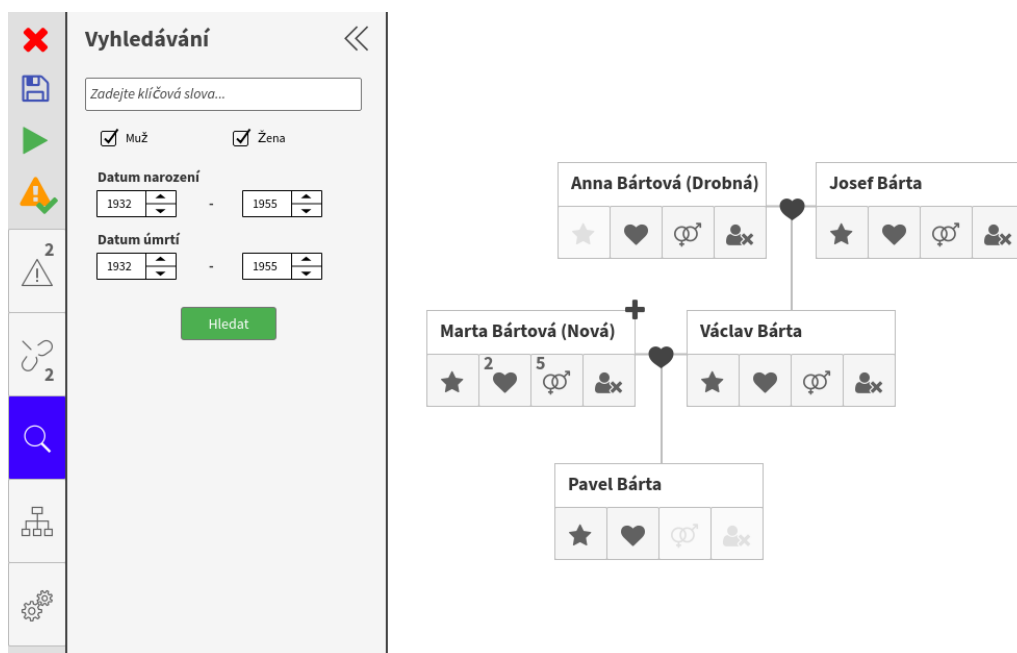 Vyhledávání
Zadejte klíčová slova...
Muž Žena
Datum narození
1932 - 1955
Datum úmrtí
1932 - 1955
Hledat
2
2
Anna Bártová (Drobná)
Josef Bárta
Marta Bártová (Nová)
2 5
Václav Bárta
Pavel Bárta